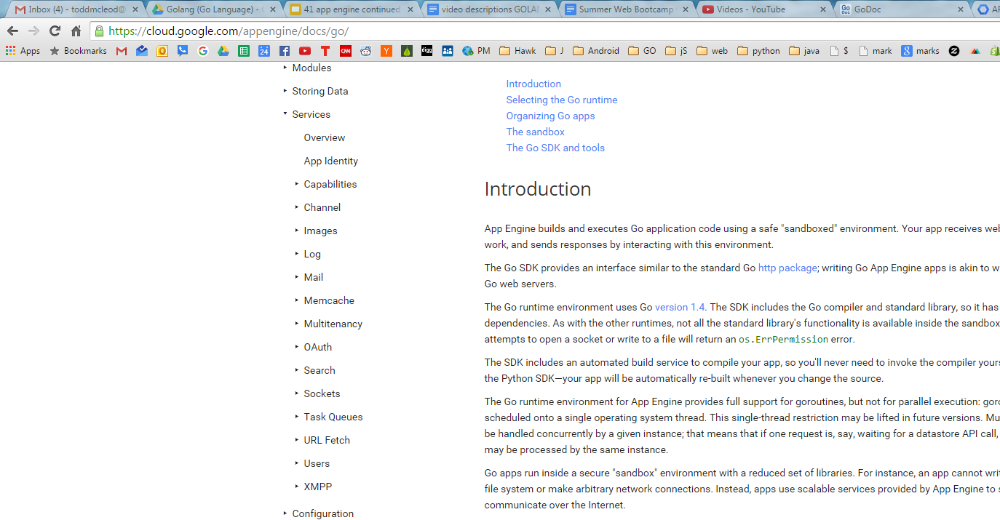 Inbox (4) - toddmcleod@
Golang (Go Language) -
41 app engine continued
video descriptions GOLAN
Summer Web Bootcamp
Videos - YouTube
Go Doc GoDoc
https://cloud.google.com/appengine/docs/go/
Apps Bookmarks 24 CNN digg PM Hawk J Android GO jS web python java $ mark marks
Modules
Storing Data
Services
Overview
App Identity
Capabilities
Channel
Images
Log
Mail
Memcache
Multitenancy
OAuth
Search
Sockets
Task Queues
URL Fetch
Users
XMPP
Configuration
Introduction
Selecting the Go runtime
Organizing Go apps
The sandbox
The Go SDK and tools
Introduction
App Engine builds and executes Go application code using a safe "sandboxed" environment. Your app receives web
work, and sends responses by interacting with this environment.
The Go SDK provides an interface similar to the standard Go http package; writing Go App Engine apps is akin to w
Go web servers.
The Go runtime environment uses Go version 1.4. The SDK includes the Go compiler and standard library, so it has
dependencies. As with the other runtimes, not all the standard library's functionality is available inside the sandbox
attempts to open a socket or write to a file will return an os.ErrPermission error.
The SDK includes an automated build service to compile your app, so you'll never need to invoke the compiler yours
the Python SDK—your app will be automatically re-built whenever you change the source.
The Go runtime environment for App Engine provides full support for goroutines, but not for parallel execution: goro
scheduled onto a single operating system thread. This single-thread restriction may be lifted in future versions. Mu
be handled concurrently by a given instance; that means that if one request is, say, waiting for a datastore API call,
may be processed by the same instance.
Go apps run inside a secure "sandbox" environment with a reduced set of libraries. For instance, an app cannot writ
file system or make arbitrary network connections. Instead, apps use scalable services provided by App Engine to s
communicate over the Internet.